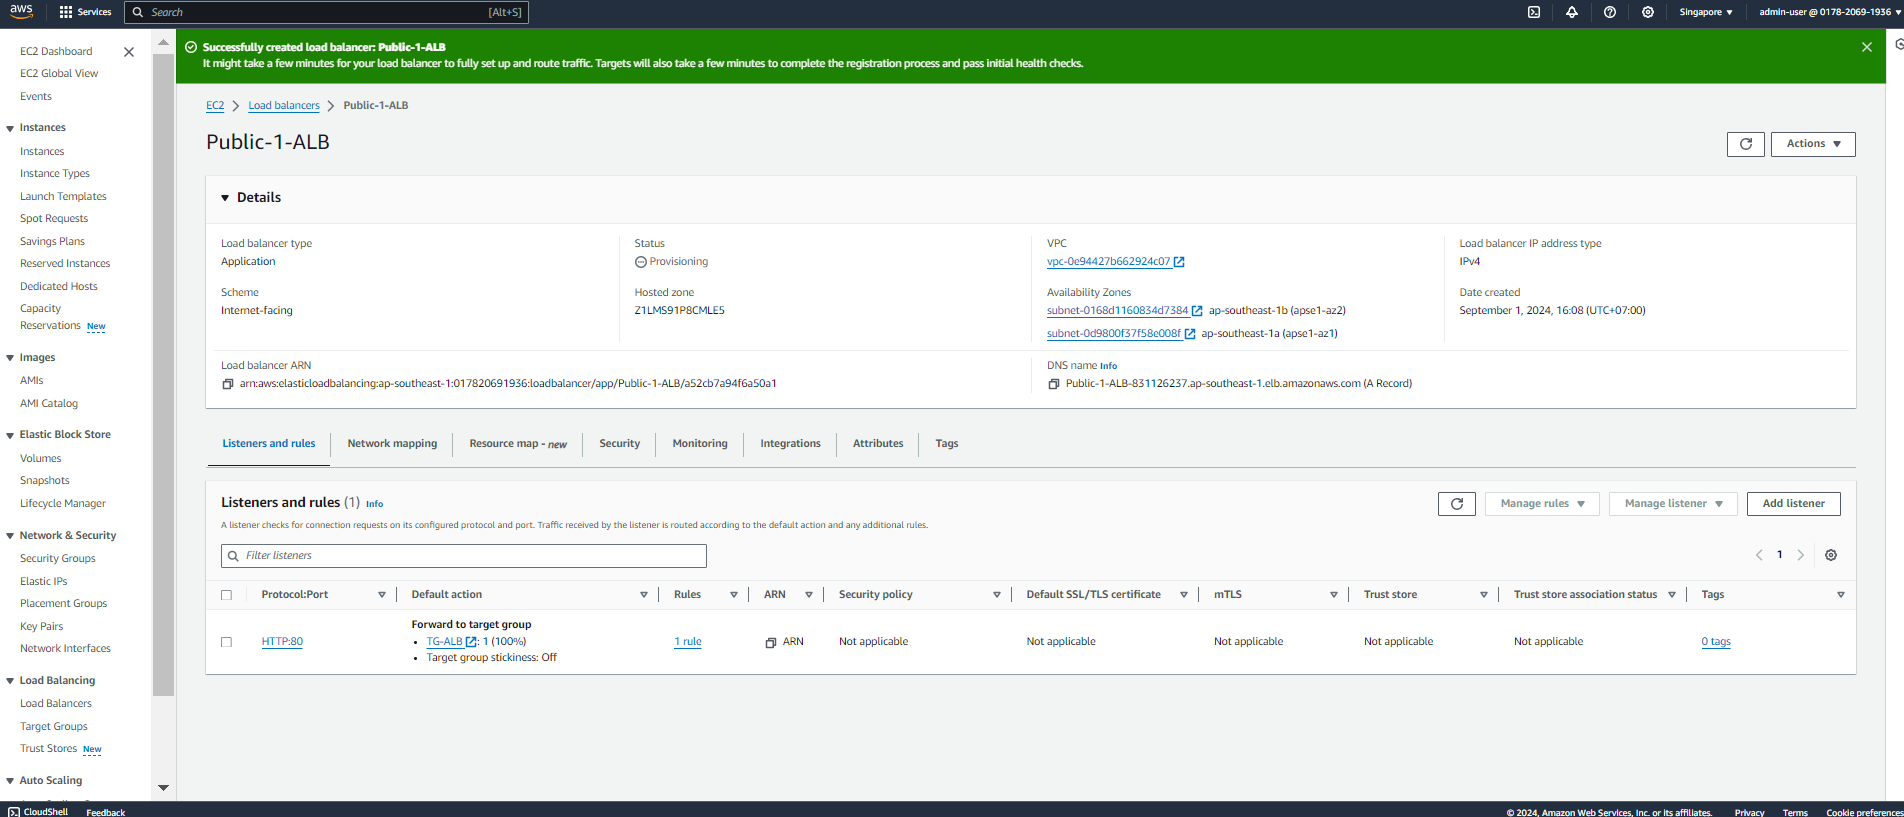 aws
Services
Search
[Alt+S]
Singapore
admin-user @ 0178-2069-1936
EC2 Dashboard
EC2 Global View
Events
Instances
Instances
Instance Types
Launch Templates
Spot Requests
Savings Plans
Reserved Instances
Dedicated Hosts
Capacity
Reservations New
Images
AMIs
AMI Catalog
Elastic Block Store
Volumes
Snapshots
Lifecycle Manager
Network & Security
Security Groups
Elastic IPs
Placement Groups
Key Pairs
Network Interfaces
Load Balancing
Load Balancers
Target Groups
Trust Stores New
Auto Scaling
Successfully created load balancer: Public-1-ALB
It might take a few minutes for your load balancer to fully set up and route traffic. Targets will also take a few minutes to complete the registration process and pass initial health checks.
EC2 > Load balancers > Public-1-ALB
Public-1-ALB
Actions
Details
Load balancer type
Application
Status
Provisioning
VPC
vpc-0e94427b662924c07
Load balancer IP address type
IPv4
Scheme
Internet-facing
Hosted zone
Z1LMS91P8CMLE5
Availability Zones
subnet-0168d1160834d7384 ap-southeast-1b (apse1-az2)
subnet-0d9800f37f58e008f ap-southeast-1a (apse1-az1)
Date created
September 1, 2024, 16:08 (UTC+07:00)
Load balancer ARN
arn:aws:elasticloadbalancing:ap-southeast-1:017820691936:loadbalancer/app/Public-1-ALB/a52cb7a94f6a50a1
DNS name Info
Public-1-ALB-831126237.ap-southeast-1.elb.amazonaws.com (A Record)
Listeners and rules
Network mapping
Resource map - new
Security
Monitoring
Integrations
Attributes
Tags
Listeners and rules (1) Info
Manage rules
Manage listener
Add listener
A listener checks for connection requests on its configured protocol and port. Traffic received by the listener is routed according to the default action and any additional rules.
Filter listeners
1
Protocol:Port
Default action
Rules
ARN
Security policy
Default SSL/TLS certificate
mTLS
Trust store
Trust store association status
Tags
HTTP:80
Forward to target group
• TG-ALB : 1 (100%)
• Target group stickiness: Off
1 rule
ARN
Not applicable
Not applicable
Not applicable
Not applicable
Not applicable
0 tags
CloudShell
Feedback
© 2024, Amazon Web Services, Inc. or its affiliates.
Privacy
Terms
Cookie preferences